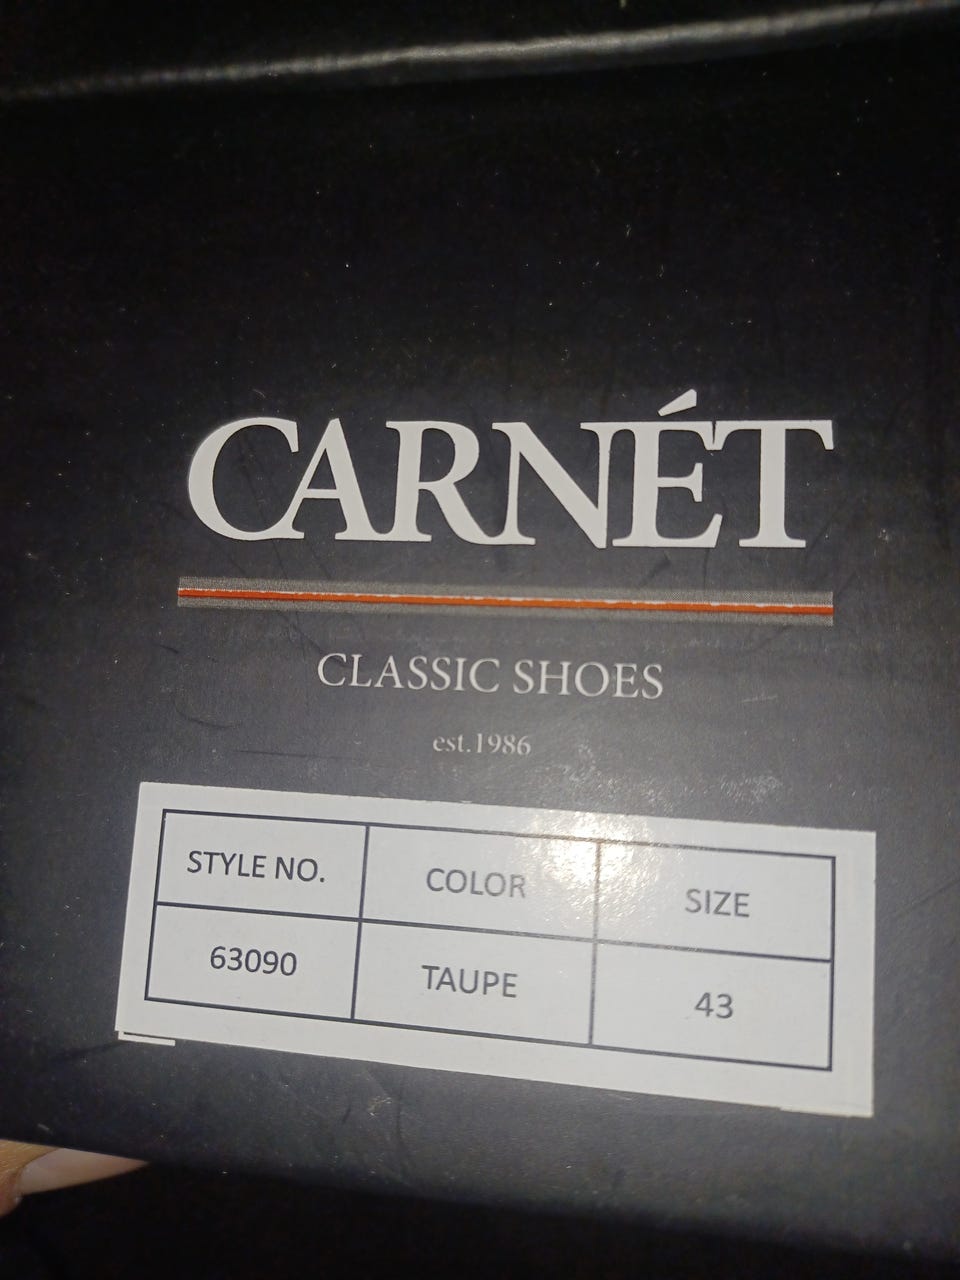 CARNÉT
CLASSIC SHOES
est.1986
STYLE NO. COLOR SIZE
63090 TAUPE 43